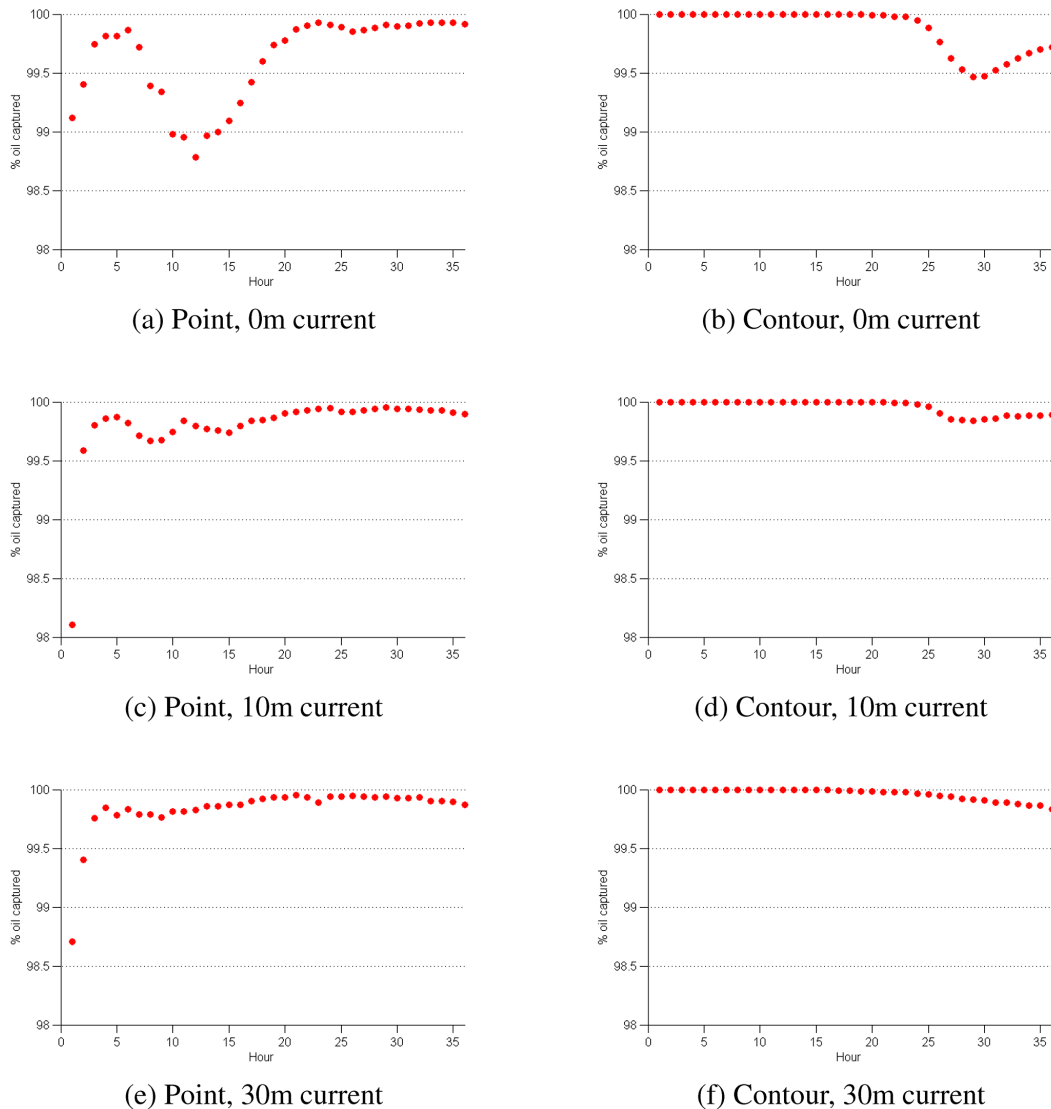 100
99.5
99
98.5
98
% oil captured
0 5 10 15 20 25 30 35
Hour
(a) Point, 0m current
100
99.5
99
98.5
98
% oil captured
0 5 10 15 20 25 30 35
Hour
(b) Contour, 0m current
100
99.5
99
98.5
98
% oil captured
0 5 10 15 20 25 30 35
Hour
(c) Point, 10m current
100
99.5
99
98.5
98
% oil captured
0 5 10 15 20 25 30 35
Hour
(d) Contour, 10m current
100
99.5
99
98.5
98
% oil captured
0 5 10 15 20 25 30 35
Hour
(e) Point, 30m current
100
99.5
99
98.5
98
% oil captured
0 5 10 15 20 25 30 35
Hour
(f) Contour, 30m current